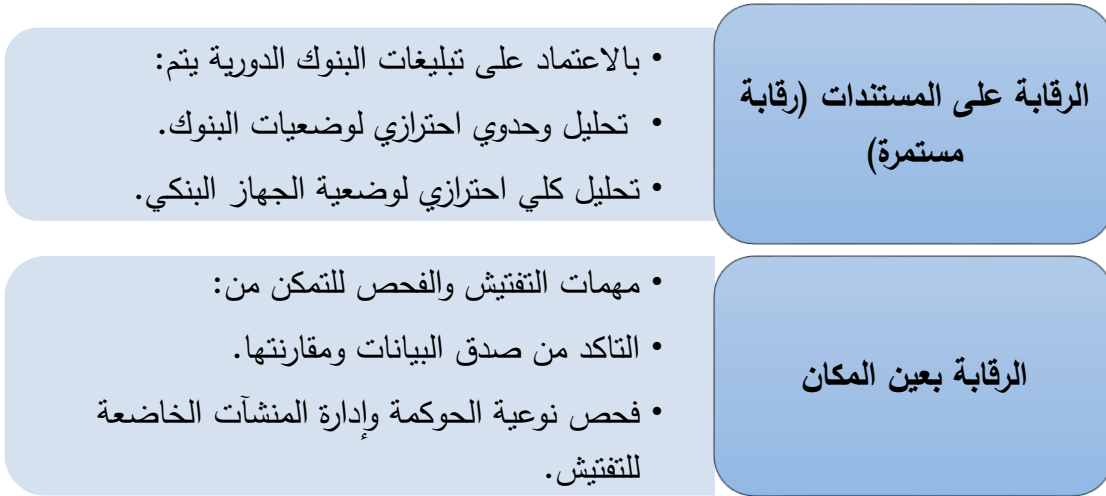 الرقابة على المستندات (رقابة
مستمرة)
• بالاعتماد على تبليغات البنوك الدورية يتم:
• تحليل وحدوي احترازي لوضعيات البنوك.
• تحليل كلي احترازي لوضعية الجهاز البنكي.
الرقابة بعين المكان
• مهمات التفتيش والفحص للتمكن من:
• التاكد من صدق البيانات ومقارنتها.
• فحص نوعية الحوكمة وإدارة المنشآت الخاضعة
للتفتيش.